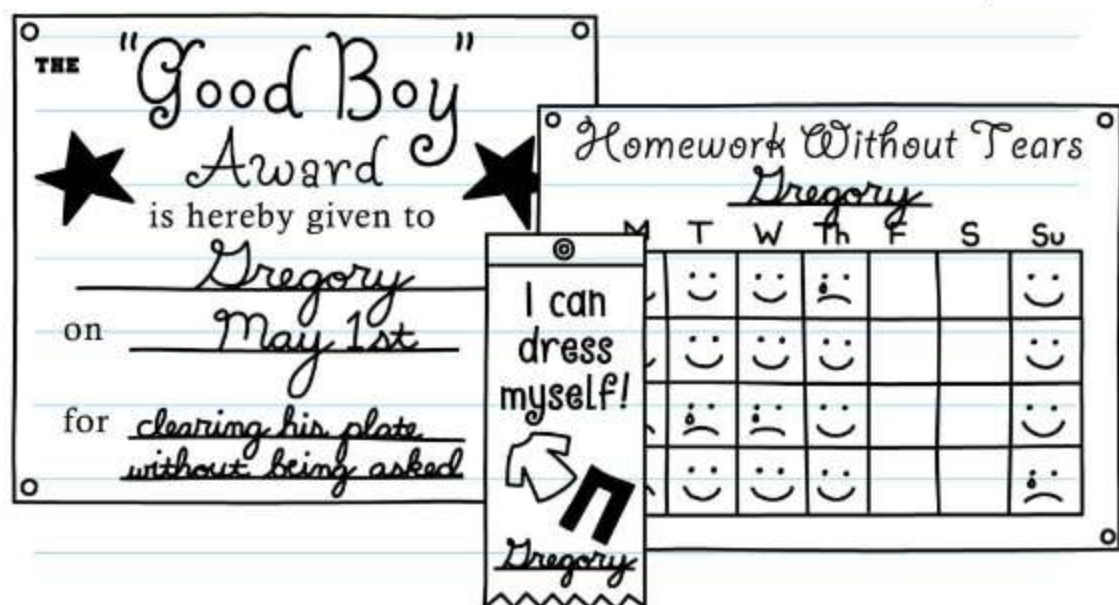 THE "Good Boy"
Award
is hereby given to
Gregory
on May 1st
for clearing his plate
without being asked
I can
dress
myself!
Gregory
Homework Without Tears
Gregory
M T W Th F S Su